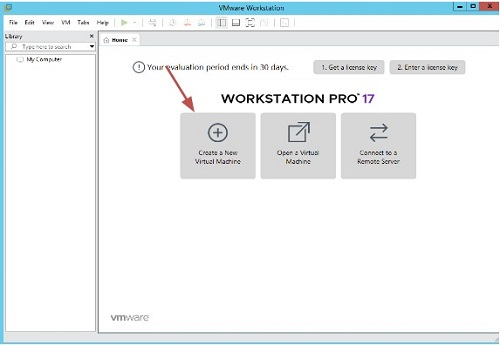 VMware Workstation
File Edit View VM Tabs Help
Library
Type here to search
My Computer
Home
Your evaluation period ends in 30 days.
1. Get a license key
2. Enter a license key
WORKSTATION PRO™ 17
Create a New
Virtual Machine
Open a Virtual
Machine
Connect to a
Remote Server
vmware